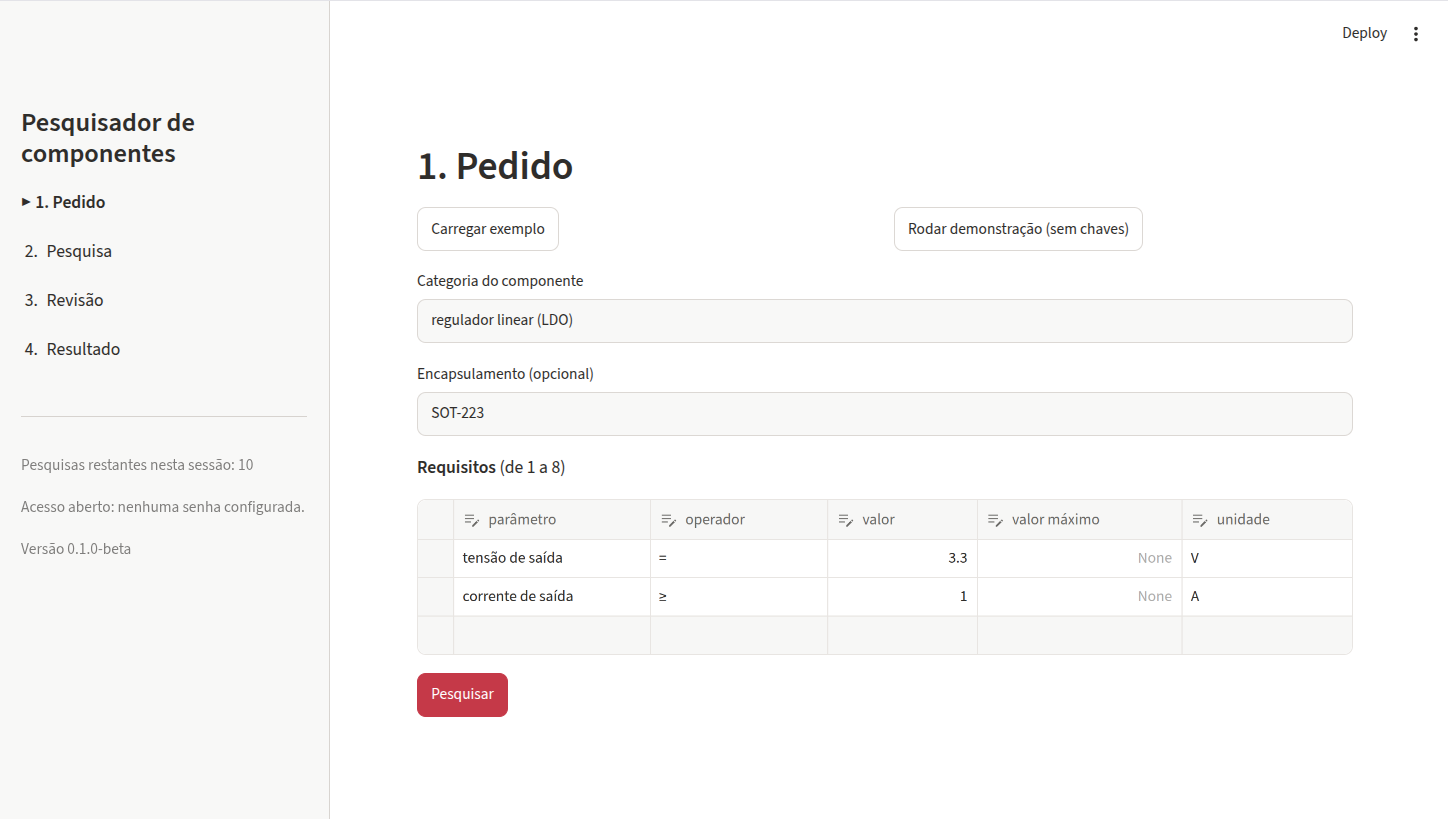 Deploy
Pesquisador de
componentes
▸ 1. Pedido
2. Pesquisa
3. Revisão
4. Resultado
Pesquisas restantes nesta sessão: 10
Acesso aberto: nenhuma senha configurada.
Versão 0.1.0-beta
1. Pedido
Carregar exemplo
Rodar demonstração (sem chaves)
Categoria do componente
regulador linear (LDO)
Encapsulamento (opcional)
SOT-223
Requisitos (de 1 a 8)
parâmetro operador valor valor máximo unidade
tensão de saída = 3.3 None V
corrente de saída ≥ 1 None A
Pesquisar